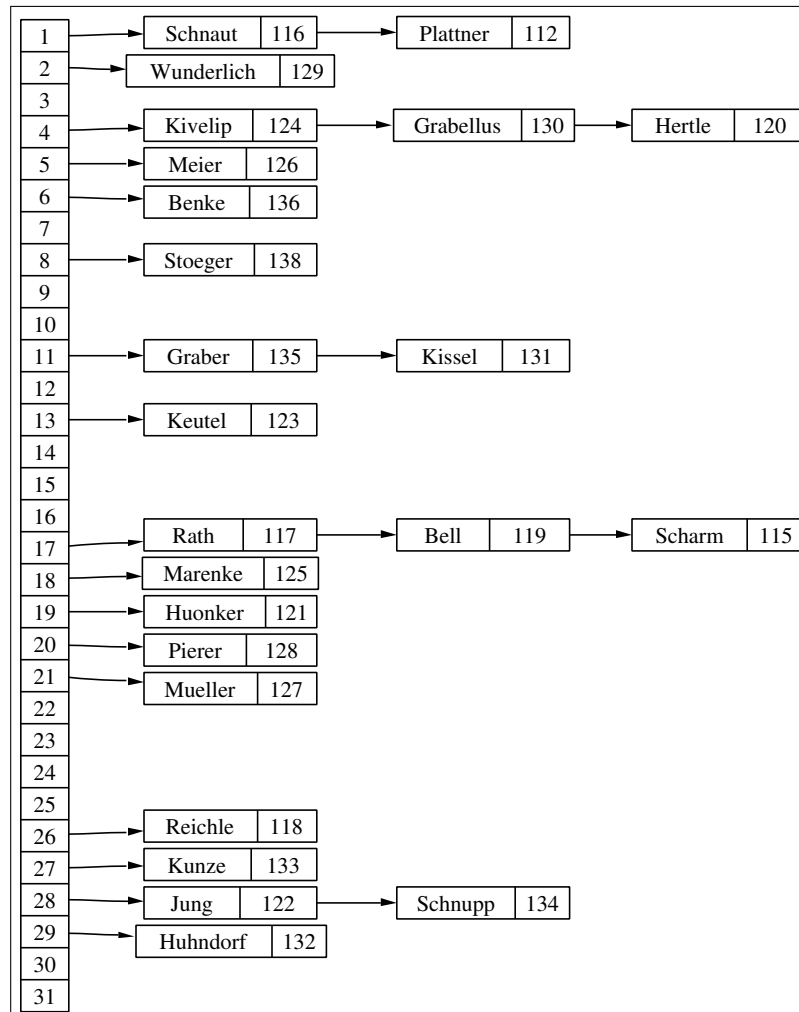 1 Schnaut 116 Plattner 112
2 Wunderlich 129
3
4 Kivelip 124 Grabellus 130 Hertle 120
5 Meier 126
6 Benke 136
7
8 Stoeger 138
9
10
11 Graber 135 Kissel 131
12
13 Keutel 123
14
15
16
17 Rath 117 Bell 119 Scharm 115
18 Marenke 125
19 Huonker 121
20 Pierer 128
21 Mueller 127
22
23
24
25
26 Reichle 118
27 Kunze 133
28 Jung 122 Schnupp 134
29 Huhndorf 132
30
31